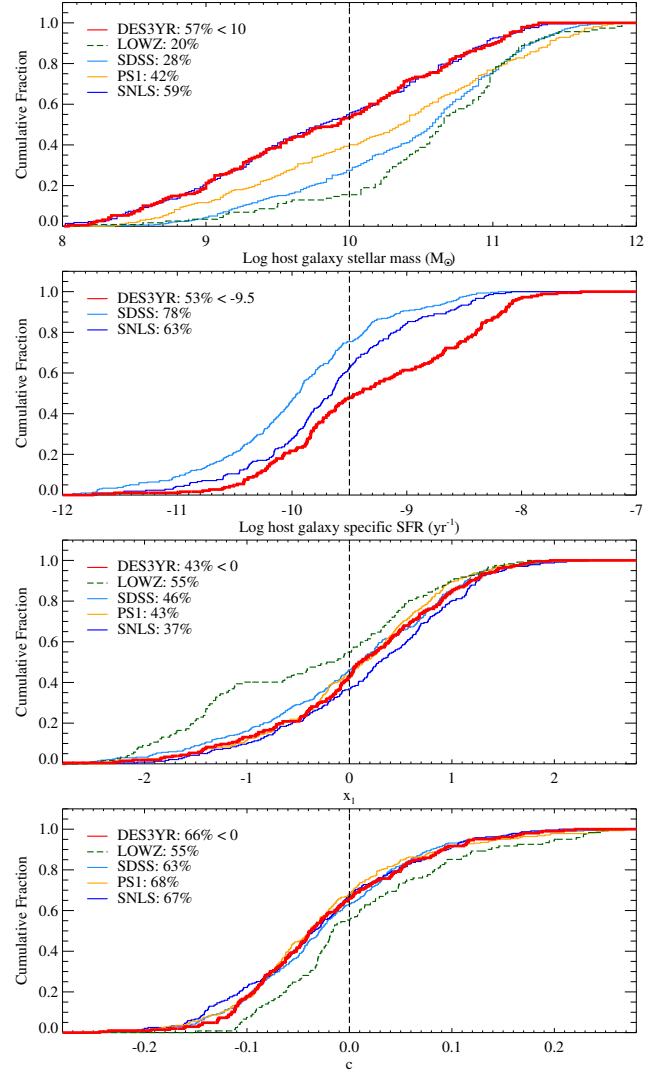 DES3YR: 57% < 10
LOWZ: 20%
SDSS: 28%
PS1: 42%
SNLS: 59%
Cumulative Fraction
1.0
0.8
0.6
0.4
0.2
0.0
8 9 10 11 12
Log host galaxy stellar mass (M⊙)
DES3YR: 53% < -9.5
SDSS: 78%
SNLS: 63%
Cumulative Fraction
1.0
0.8
0.6
0.4
0.2
0.0
-12 -11 -10 -9 -8 -7
Log host galaxy specific SFR (yr⁻¹)
DES3YR: 43% < 0
LOWZ: 55%
SDSS: 46%
PS1: 43%
SNLS: 37%
Cumulative Fraction
1.0
0.8
0.6
0.4
0.2
0.0
-2 -1 0 1 2
x₁
DES3YR: 66% < 0
LOWZ: 55%
SDSS: 63%
PS1: 68%
SNLS: 67%
Cumulative Fraction
1.0
0.8
0.6
0.4
0.2
0.0
-0.2 -0.1 0.0 0.1 0.2
c